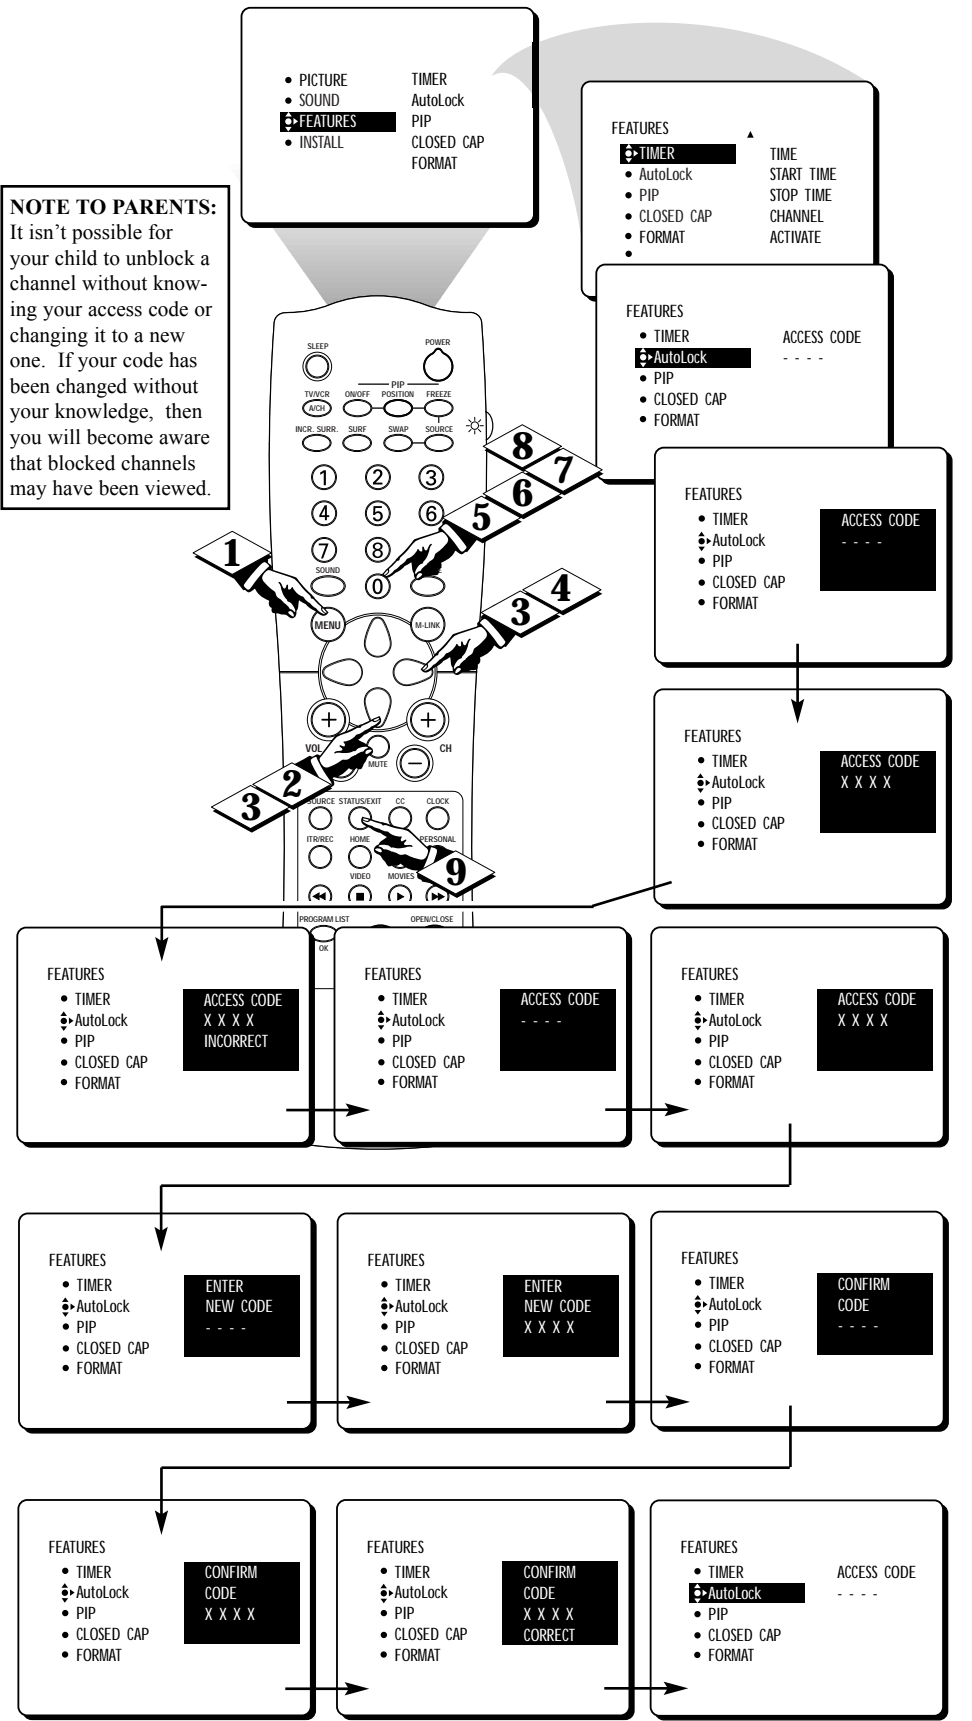 PICTURE TIMER
SOUND AutoLock
FEATURES PIP
INSTALL CLOSED CAP
FORMAT
FEATURES
TIMER TIME
AutoLock START TIME
PIP STOP TIME
CLOSED CAP CHANNEL
FORMAT ACTIVATE
NOTE TO PARENTS:
It isn't possible for
your child to unblock a
channel without know-
ing your access code or
changing it to a new
one. If your code has
been changed without
your knowledge, then
you will become aware
that blocked channels
may have been viewed.
FEATURES
TIMER ACCESS CODE
AutoLock - - - -
PIP
CLOSED CAP
FORMAT
SLEEP POWER
PIP
TV/VCR ON/OFF POSITION FREEZE
A/CH
INCR. SURR. SURF SWAP SOURCE
1 2 3
4 5 6
7 8
SOUND 0
MENU M-LINK
VOL MUTE CH
SOURCE STATUS/EXIT CC CLOCK
ITR/REC HOME PERSONAL
VIDEO MOVIES
PROGRAM LIST OPEN/CLOSE
OK
8
7
6
5
1
4
3
2
3
9
FEATURES
TIMER ACCESS CODE
AutoLock - - - -
PIP
CLOSED CAP
FORMAT
FEATURES
TIMER ACCESS CODE
AutoLock X X X X
PIP
CLOSED CAP
FORMAT
FEATURES
TIMER ACCESS CODE
AutoLock X X X X
PIP INCORRECT
CLOSED CAP
FORMAT
FEATURES
TIMER ACCESS CODE
AutoLock - - - -
PIP
CLOSED CAP
FORMAT
FEATURES
TIMER ACCESS CODE
AutoLock X X X X
PIP
CLOSED CAP
FORMAT
FEATURES
TIMER ENTER
AutoLock NEW CODE
PIP - - - -
CLOSED CAP
FORMAT
FEATURES
TIMER ENTER
AutoLock NEW CODE
PIP X X X X
CLOSED CAP
FORMAT
FEATURES
TIMER CONFIRM
AutoLock CODE
PIP - - - -
CLOSED CAP
FORMAT
FEATURES
TIMER CONFIRM
AutoLock CODE
PIP X X X X
CLOSED CAP
FORMAT
FEATURES
TIMER CONFIRM
AutoLock CODE
PIP X X X X
CLOSED CAP CORRECT
FORMAT
FEATURES
TIMER ACCESS CODE
AutoLock - - - -
PIP
CLOSED CAP
FORMAT